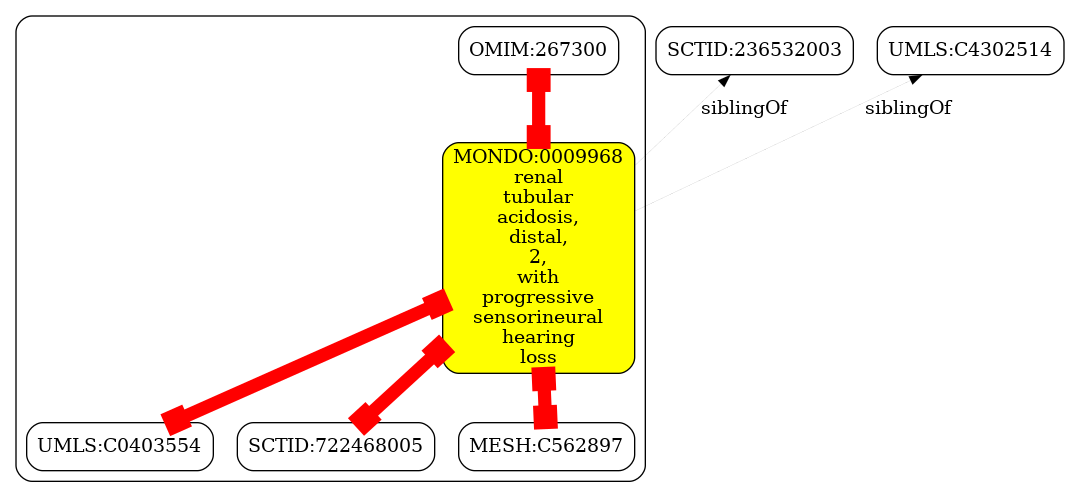 OMIM:267300
SCTID:236532003
UMLS:C4302514
siblingOf
siblingOf
MONDO:0009968
renal
tubular
acidosis,
distal,
2,
with
progressive
sensorineural
hearing
loss
UMLS:C0403554
SCTID:722468005
MESH:C562897